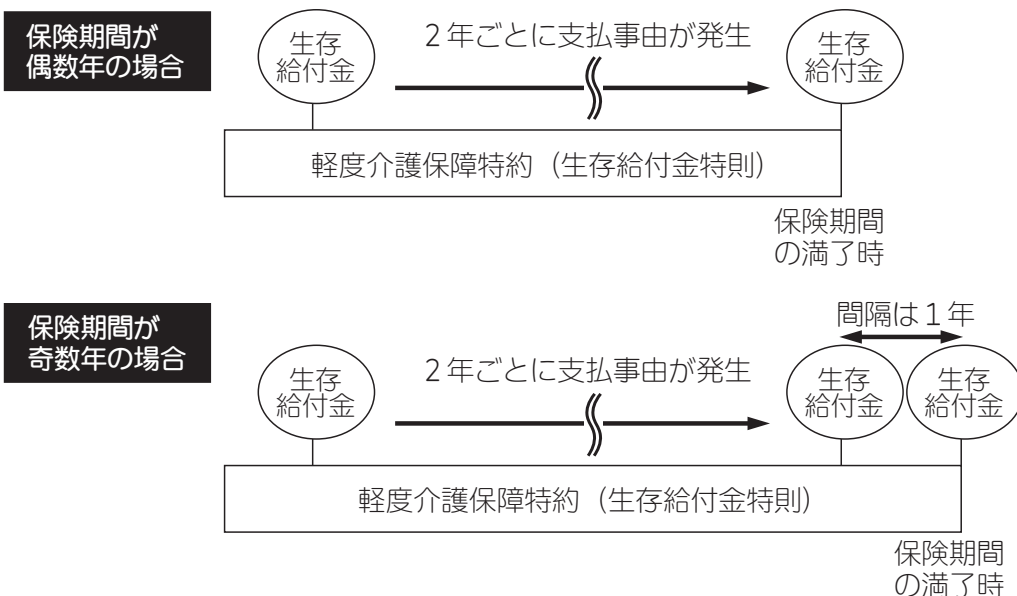 保険期間が
偶数年の場合
生存
給付金
2年ごとに支払事由が発生
生存
給付金
軽度介護保障特約（生存給付金特則）
保険期間
の満了時
保険期間が
奇数年の場合
間隔は1年
生存
給付金
2年ごとに支払事由が発生
生存
給付金
生存
給付金
軽度介護保障特約（生存給付金特則）
保険期間
の満了時